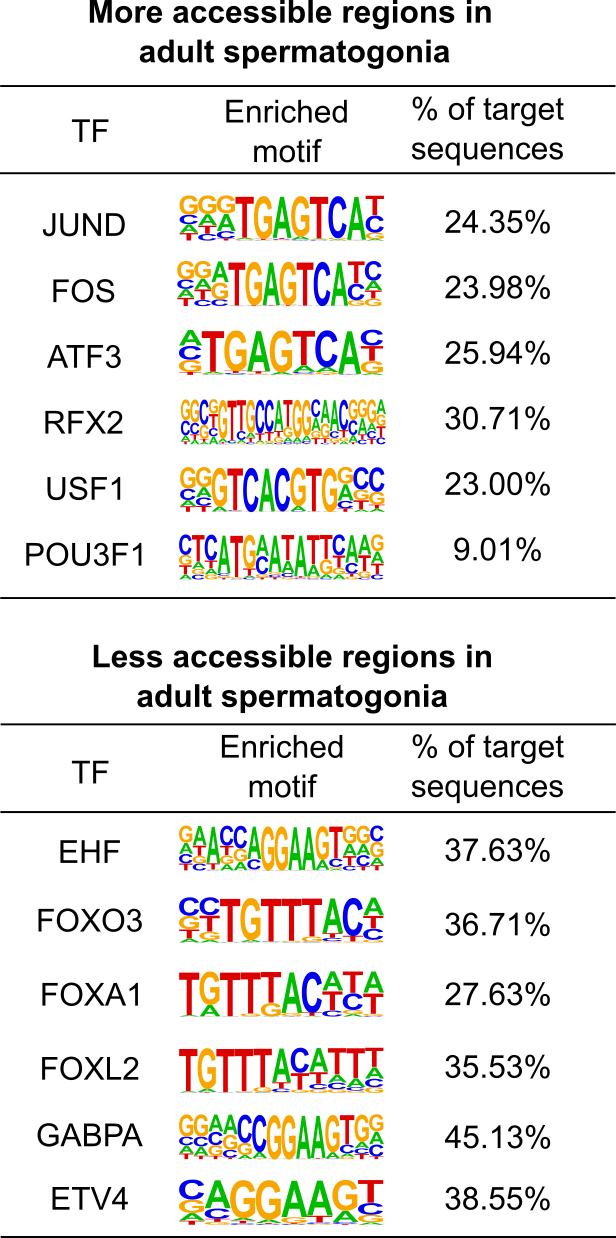 More accessible regions in
adult spermatogonia
TF Enriched motif % of target sequences
JUND 24.35%
FOS 23.98%
ATF3 25.94%
RFX2 30.71%
USF1 23.00%
POU3F1 9.01%
Less accessible regions in
adult spermatogonia
TF Enriched motif % of target sequences
EHF 37.63%
FOXO3 36.71%
FOXA1 27.63%
FOXL2 35.53%
GABPA 45.13%
ETV4 38.55%